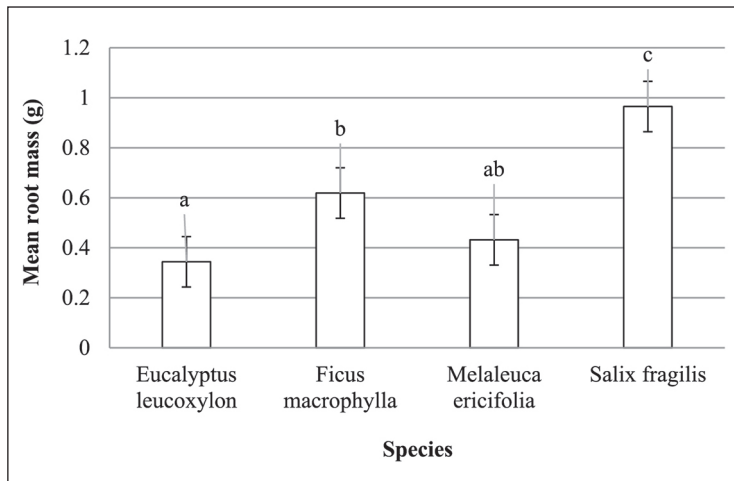 1.2
1
0.8
0.6
0.4
0.2
0
Mean root mass (g)
a
b
ab
c
Eucalyptus
leucoxylon
Ficus
macrophylla
Melaleuca
ericifolia
Salix fragilis
Species